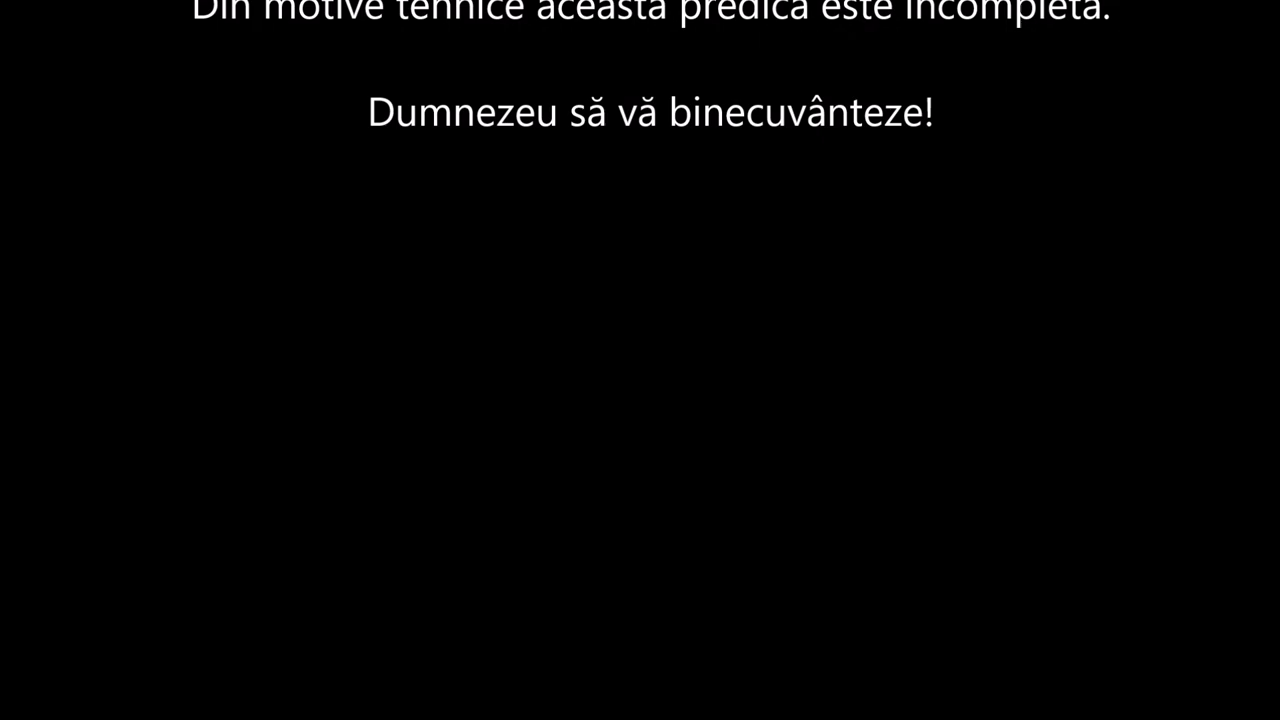 Din motive tehnice această predică este incompletă.
Dumnezeu să vă binecuvânteze!